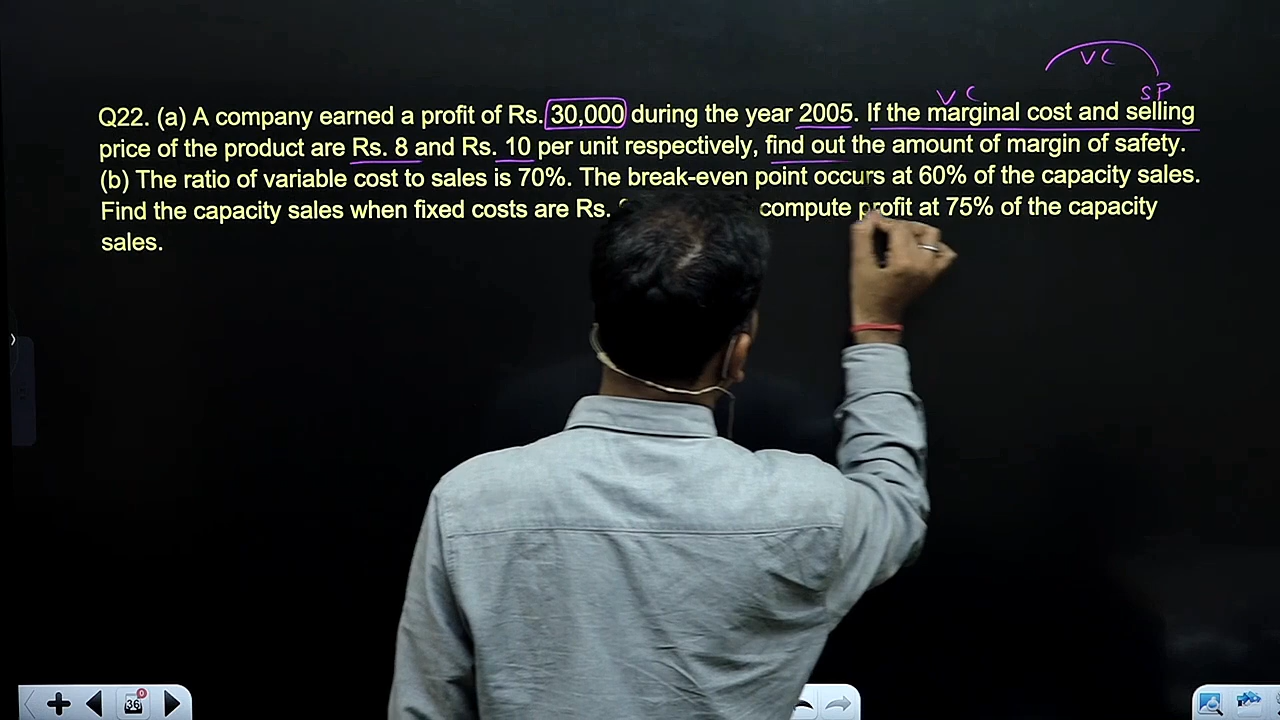 VC
VC SP
Q22. (a) A company earned a profit of Rs. 30,000 during the year 2005. If the marginal cost and selling
price of the product are Rs. 8 and Rs. 10 per unit respectively, find out the amount of margin of safety.
(b) The ratio of variable cost to sales is 70%. The break-even point occurs at 60% of the capacity sales.
Find the capacity sales when fixed costs are Rs. compute profit at 75% of the capacity
sales.
36
0